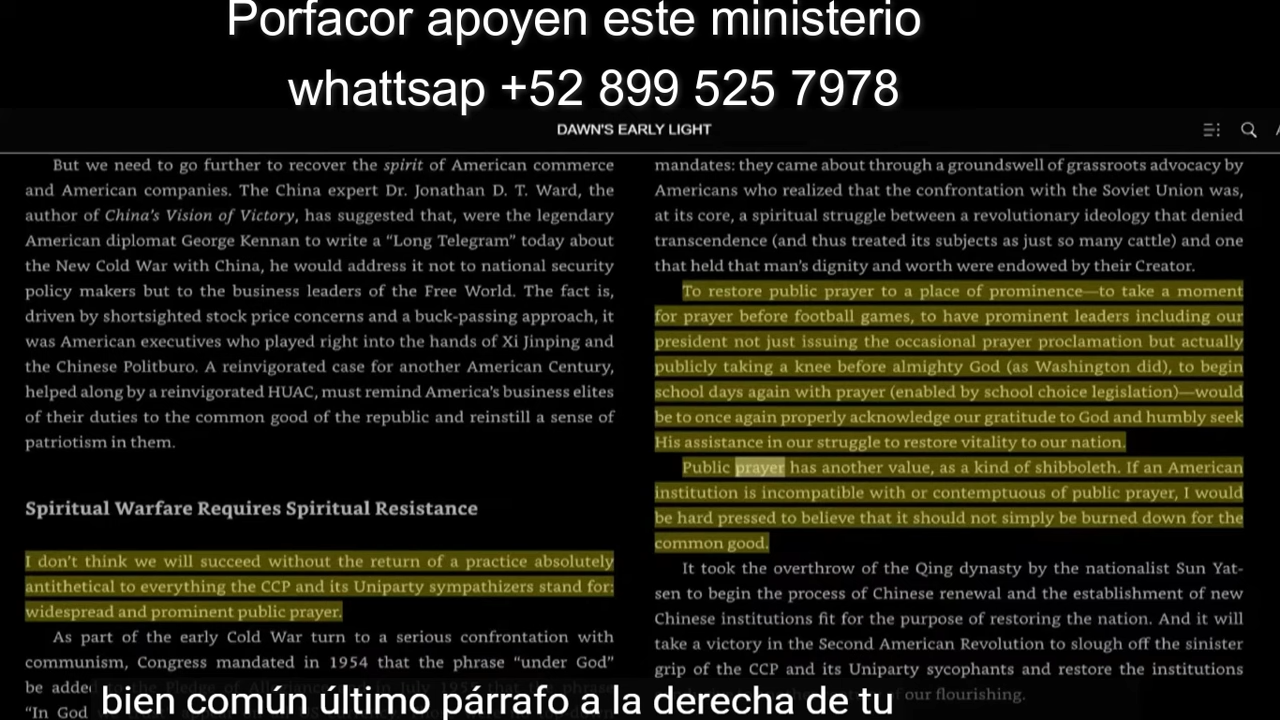 Porfacor apoyen este ministerio
whattsap +52 899 525 7978
DAWN'S EARLY LIGHT
But we need to go further to recover the spirit of American commerce
and American companies. The China expert Dr. Jonathan D. T. Ward, the
author of China's Vision of Victory, has suggested that, were the legendary
American diplomat George Kennan to write a “Long Telegram” today about
the New Cold War with China, he would address it not to national security
policy makers but to the business leaders of the Free World. The fact is,
driven by shortsighted stock price concerns and a buck-passing approach, it
was American executives who played right into the hands of Xi Jinping and
the Chinese Politburo. A reinvigorated case for another American Century,
helped along by a reinvigorated HUAC, must remind America's business elites
of their duties to the common good of the republic and reinstill a sense of
patriotism in them.
Spiritual Warfare Requires Spiritual Resistance
I don't think we will succeed without the return of a practice absolutely
antithetical to everything the CCP and its Uniparty sympathizers stand for:
widespread and prominent public prayer.
As part of the early Cold War turn to a serious confrontation with
communism, Congress mandated in 1954 that the phrase “under God”
be added
“In God
mandates: they came about through a groundswell of grassroots advocacy by
Americans who realized that the confrontation with the Soviet Union was,
at its core, a spiritual struggle between a revolutionary ideology that denied
transcendence (and thus treated its subjects as just so many cattle) and one
that held that man's dignity and worth were endowed by their Creator.
To restore public prayer to a place of prominence—to take a moment
for prayer before football games, to have prominent leaders including our
president not just issuing the occasional prayer proclamation but actually
publicly taking a knee before almighty God (as Washington did), to begin
school days again with prayer (enabled by school choice legislation)—would
be to once again properly acknowledge our gratitude to God and humbly seek
His assistance in our struggle to restore vitality to our nation.
Public prayer has another value, as a kind of shibboleth. If an American
institution is incompatible with or contemptuous of public prayer, I would
be hard pressed to believe that it should not simply be burned down for the
common good.
It took the overthrow of the Qing dynasty by the nationalist Sun Yat-
sen to begin the process of Chinese renewal and the establishment of new
Chinese institutions fit for the purpose of restoring the nation. And it will
take a victory in the Second American Revolution to slough off the sinister
grip of the CCP and its Uniparty sycophants and restore the institutions
our flourishing.
bien común último párrafo a la derecha de tu